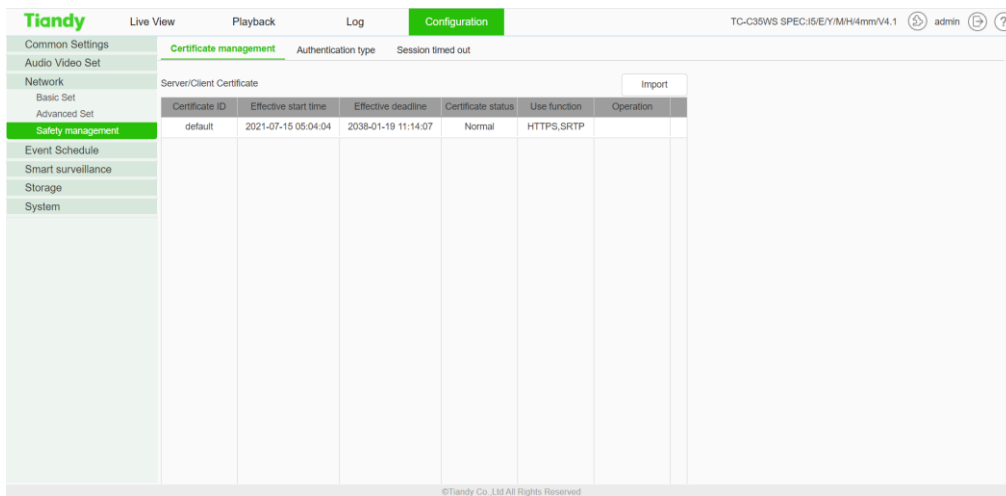 Tiandy Live View Playback Log Configuration TC-C35WS SPEC:I5/E/Y/M/H/4mm/V4.1 admin ?
Common Settings
Audio Video Set
Network
Basic Set
Advanced Set
Safety management
Event Schedule
Smart surveillance
Storage
System
Certificate management Authentication type Session timed out
Server/Client Certificate Import
Certificate ID Effective start time Effective deadline Certificate status Use function Operation
default 2021-07-15 05:04:04 2038-01-19 11:14:07 Normal HTTPS,SRTP
©Tiandy Co.,Ltd All Rights Reserved